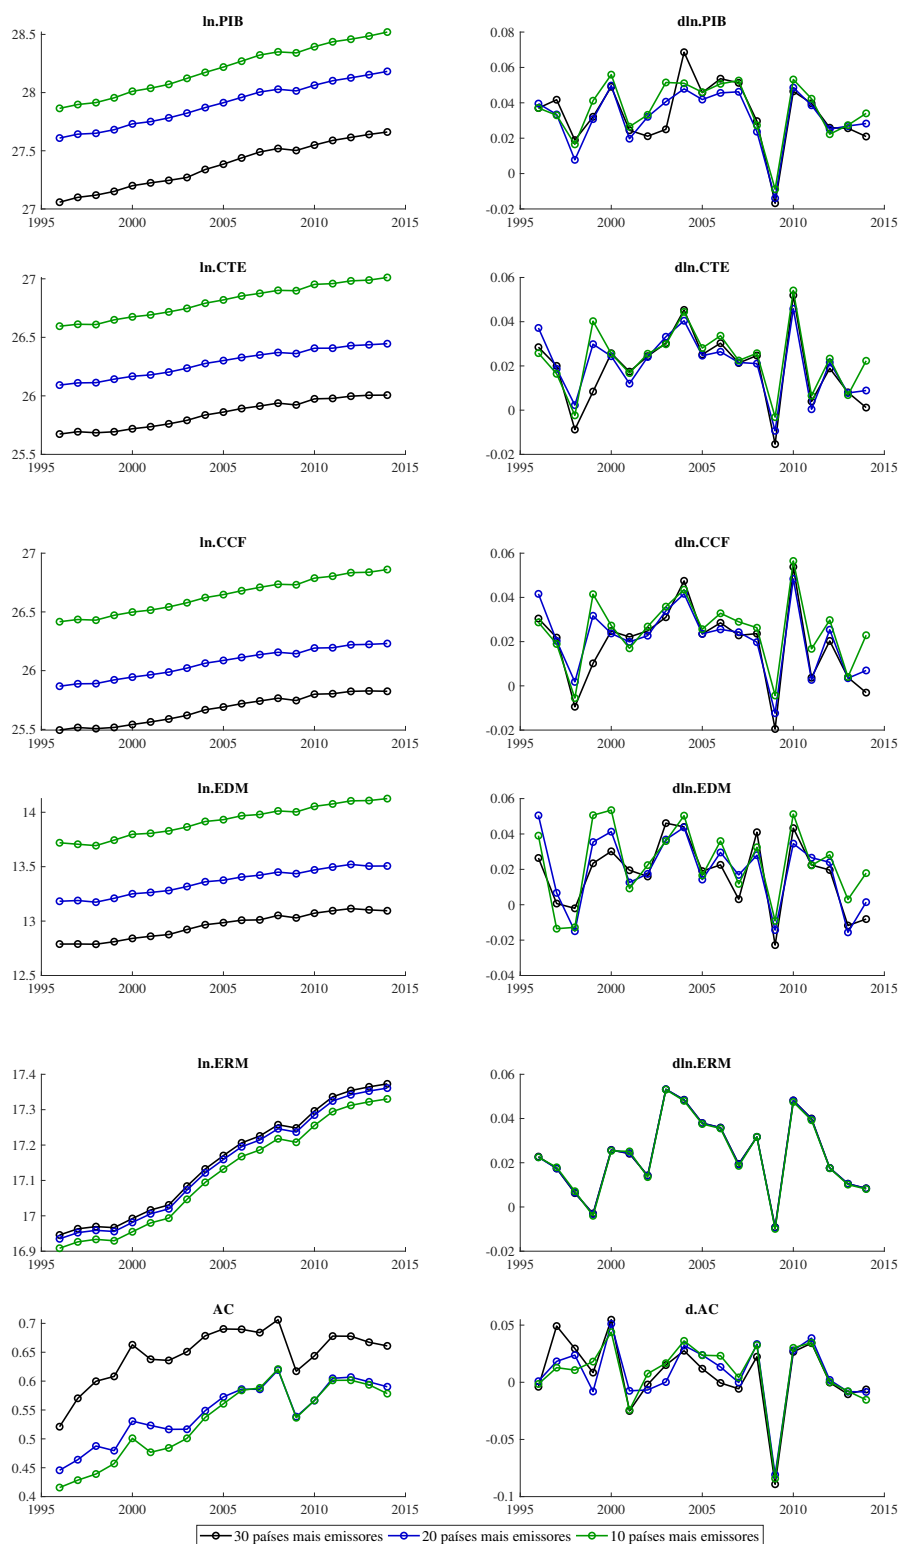 ln.PIB
28.5
28
27.5
27
1995 2000 2005 2010 2015
dln.PIB
0.08
0.06
0.04
0.02
0
-0.02
1995 2000 2005 2010 2015
ln.CTE
27
26.5
26
25.5
1995 2000 2005 2010 2015
dln.CTE
0.06
0.04
0.02
0
-0.02
1995 2000 2005 2010 2015
ln.CCF
27
26.5
26
25.5
1995 2000 2005 2010 2015
dln.CCF
0.06
0.04
0.02
0
-0.02
1995 2000 2005 2010 2015
ln.EDM
14
13.5
13
12.5
1995 2000 2005 2010 2015
dln.EDM
0.06
0.04
0.02
0
-0.02
-0.04
1995 2000 2005 2010 2015
ln.ERM
17.4
17.3
17.2
17.1
17
16.9
1995 2000 2005 2010 2015
dln.ERM
0.06
0.04
0.02
0
-0.02
1995 2000 2005 2010 2015
AC
0.7
0.65
0.6
0.55
0.5
0.45
0.4
1995 2000 2005 2010 2015
d.AC
0.05
0
-0.05
-0.1
1995 2000 2005 2010 2015
30 países mais emissores 20 países mais emissores 10 países mais emissores